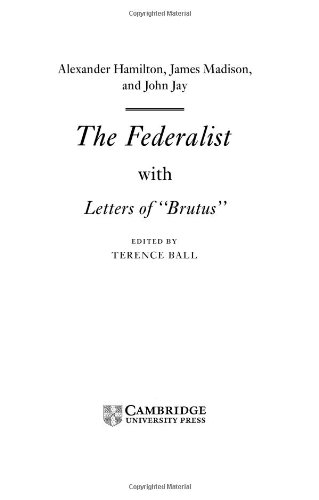 Alexander Hamilton, James Madison,
and John Jay
The Federalist
with
Letters of “Brutus”
EDITED BY
TERENCE BALL
CAMBRIDGE
UNIVERSITY PRESS